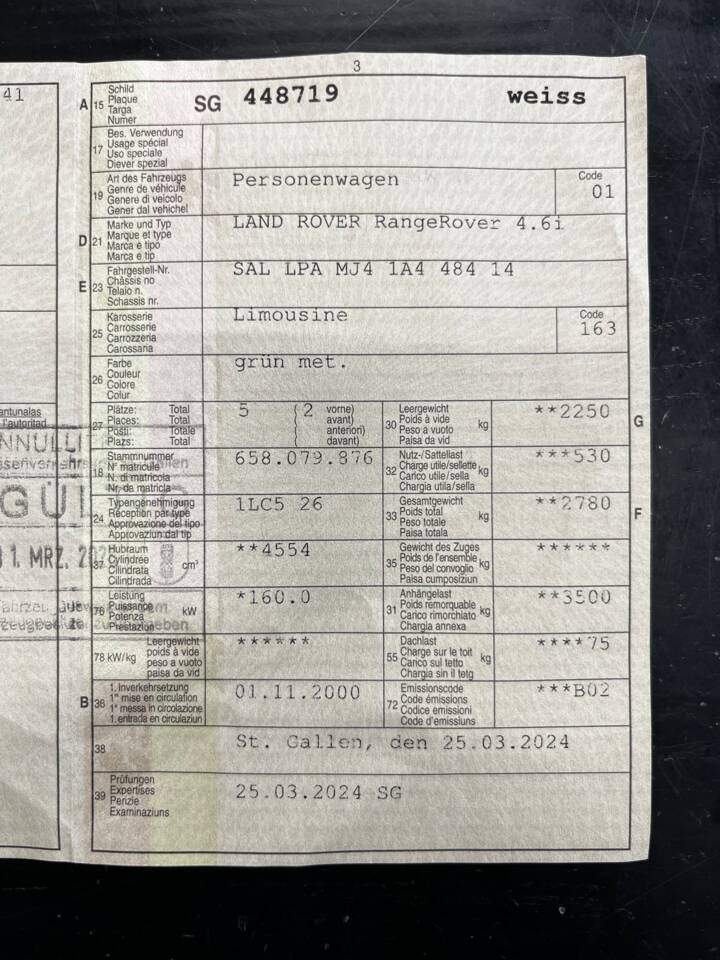 3
41
A 15 Schild
Plaque
Targa
Numer
SG 448719 weiss
17 Bes. Verwendung
Usage spécial
Uso speciale
Diever spezial
19 Art des Fahrzeugs
Genre de véhicule
Genere di veicolo
Gener dal vehichel
Personenwagen
Code
01
D 21 Marke und Typ
Marque et type
Marca e tipo
Marca e tip
LAND ROVER RangeRover 4.6i
E 23 Fahrgestell-Nr.
Châssis no
Telaio n.
Schassis nr.
SAL LPA MJ4 1A4 484 14
25 Karosserie
Carrosserie
Carrozzeria
Carossaria
Limousine
Code
163
26 Farbe
Couleur
Colore
Colur
grün met.
27 Plätze: Total
Places: Total
Posti: Totale
Plazs: Total
5 ( 2 vorne)
avant)
anteriori)
davant)
30 Leergewicht
Poids à vide
Peso a vuoto
Paisa da vid
kg
**2250
G
18 Stammnummer
N° matricule
N. di matricola
Nr. da matricla
658.079.876
32 Nutz-/Sattellast
Charge utile/sellette
Carico utile/sella
Chargia utila/sella
kg
***530
24 Typengenehmigung
Réception par type
Approvazione del tipo
Approvaziun dal tip
1LC5 26
33 Gesamtgewicht
Poids total
Peso totale
Paisa totala
kg
**2780
F
37 Hubraum
Cylindrée
Cilindrata
Cilindrada
cm³
**4554
35 Gewicht des Zuges
Poids de l'ensemble
Peso del convoglio
Paisa cumposiziun
kg
******
76 Leistung
Puissance
Potenza
Prestaziun
kW
*160.0
31 Anhängelast
Poids remorquable
Carico rimorchiato
Chargia annexa
kg
**3500
78 kW/kg Leergewicht
poids à vide
peso a vuoto
paisa da vid
******
55 Dachlast
Charge sur le toit
Carico sul tetto
Chargia sin il tetg
kg
****75
B 36 1. Inverkehrsetzung
1re mise en circulation
1a messa in circolazione
1. entrada en circulaziun
01.11.2000
72 Emissionscode
Code émissions
Codice emissioni
Code d'emissiuns
***B02
38 St. Gallen, den 25.03.2024
39 Prüfungen
Expertises
Perizie
Examinaziuns
25.03.2024 SG
antunalas
l'autoritad
NNULLI
GÜL
1. MRZ. 20